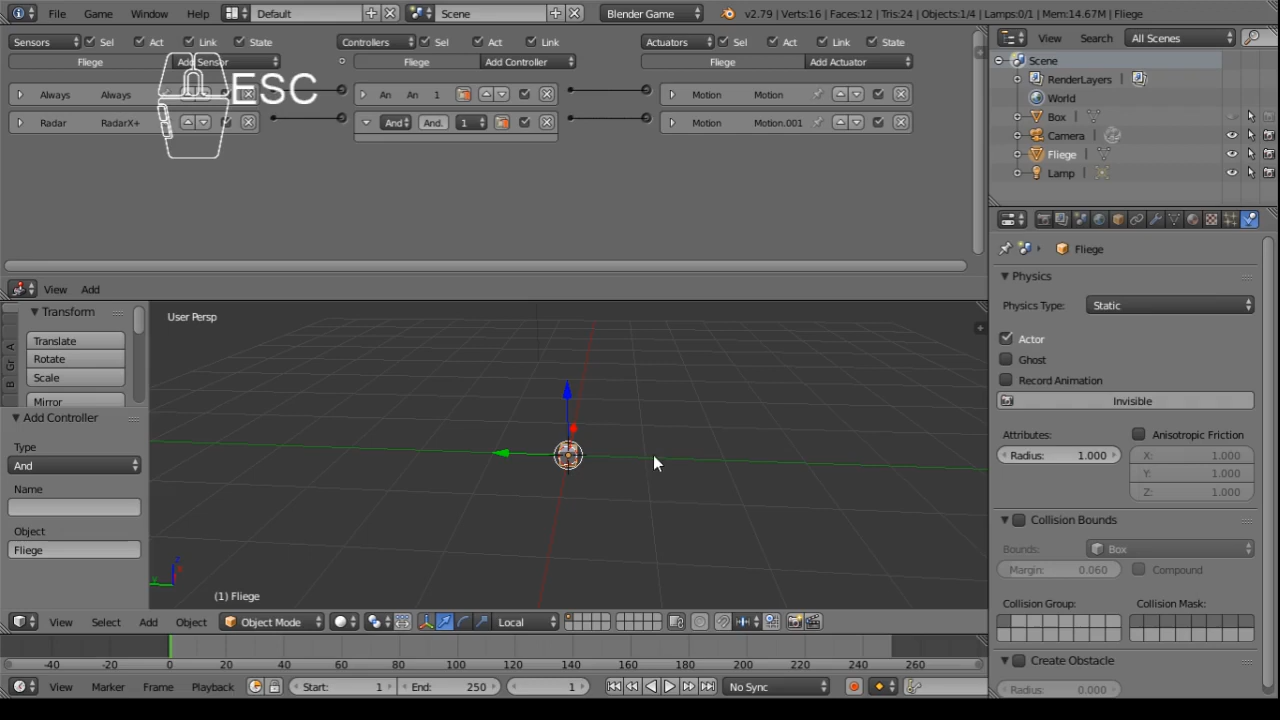 File Game Window Help Default Scene Blender Game v2.79 | Verts:16 | Faces:12 | Tris:24 | Objects:1/4 | Lamps:0/1 | Mem:14.67M | Fliege
Sensors Sel Act Link State Controllers Sel Act Link Actuators Sel Act Link State View Search All Scenes
Fliege Add Sensor Fliege Add Controller Fliege Add Actuator Scene
ESC
RenderLayers
Always Always An An 1 Motion Motion World
Radar RadarX+ And And. 1 Motion Motion.001 Box
Camera
Fliege
Lamp
Fliege
Physics
View Add
Physics Type: Static
Transform User Persp
Translate Actor
Rotate Ghost
Scale Record Animation
Mirror Invisible
Add Controller
Attributes: Anisotropic Friction
Type Radius: 1.000 X: 1.000
And Y: 1.000
Name Z: 1.000
Collision Bounds
Object Bounds: Box
Fliege Margin: 0.060 Compound
(1) Fliege Collision Group: Collision Mask:
View Select Add Object Object Mode Local
-40 -20 0 20 40 60 80 100 120 140 160 180 200 220 240 260 Create Obstacle
View Marker Frame Playback Start: 1 End: 250 1 No Sync Radius: 0.000